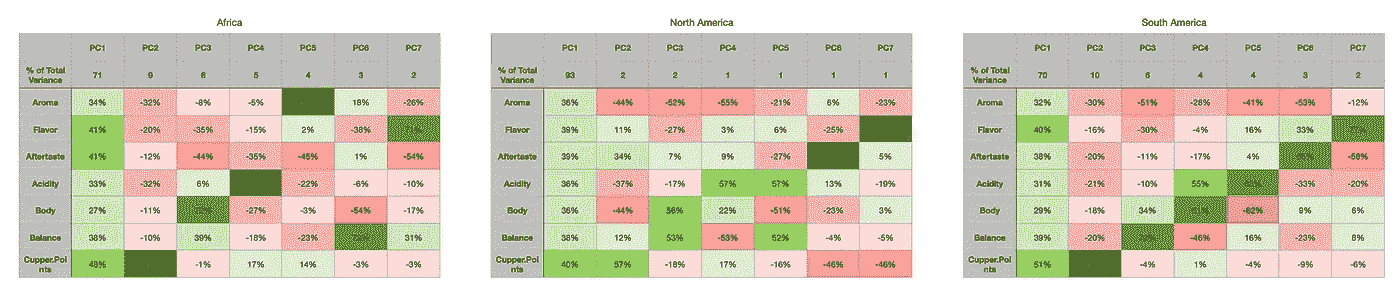 Africa
PC1 PC2 PC3 PC4 PC5 PC6 PC7
% of Total Variance 71 9 6 5 4 3 2
Aroma 34% -32% -8% -5% 18% -26%
Flavor 41% -20% -35% -15% 2% -38% 71%
Aftertaste 41% -12% -44% -35% -45% 1% -54%
Acidity 33% -32% 6% -22% -6% -10%
Body 27% -11% -27% -3% -54% -17%
Balance 38% -10% 39% -18% -23% 31%
Cupper.Points 48% -1% 17% 14% -3% -3%
North America
PC1 PC2 PC3 PC4 PC5 PC6 PC7
% of Total Variance 93 2 2 1 1 1 1
Aroma 36% -44% -52% -55% -21% 6% -23%
Flavor 39% 11% -27% 3% 6% -25%
Aftertaste 39% 34% 7% 9% -27% 5%
Acidity 36% -37% -17% 57% 57% 13% -19%
Body 36% -44% 56% 22% -51% -23% 3%
Balance 38% 12% 53% -53% 52% -4% -5%
Cupper.Points 40% 57% -18% 17% -16% -46% -46%
South America
PC1 PC2 PC3 PC4 PC5 PC6 PC7
% of Total Variance 70 10 6 4 4 3 2
Aroma 32% -30% -51% -26% -41% -53% -12%
Flavor 40% -16% -30% -4% 16% 33%
Aftertaste 38% -20% -11% -17% 4% -58%
Acidity 31% -21% -10% 55% -33% -20%
Body 29% -18% 34% -62% 9% 6%
Balance 39% -20% -46% 16% -23% 8%
Cupper.Points 51% -4% 1% -4% -9% -6%